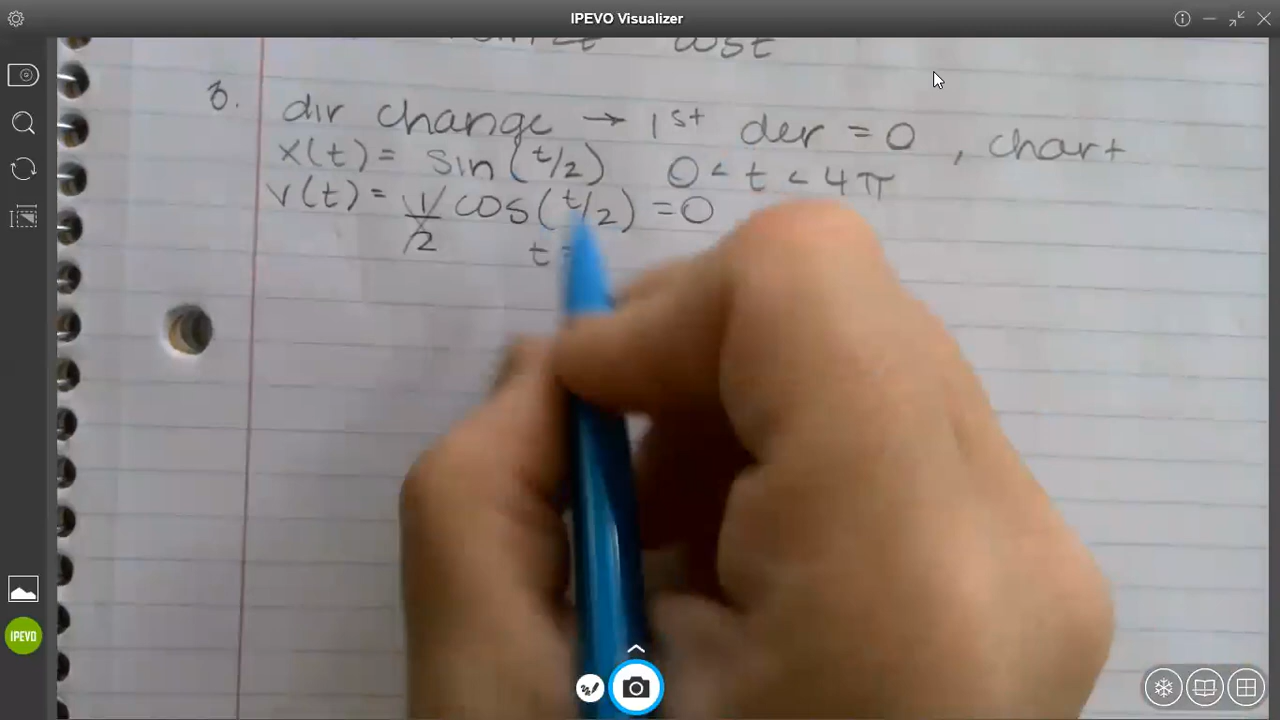 IPEVO Visualizer
cost
3. dir change → 1st der = 0, chart
x(t) = sin(t/2) 0 < t < 4π
v(t) = 1/2 cos(t/2) = 0
t =
IPEVO